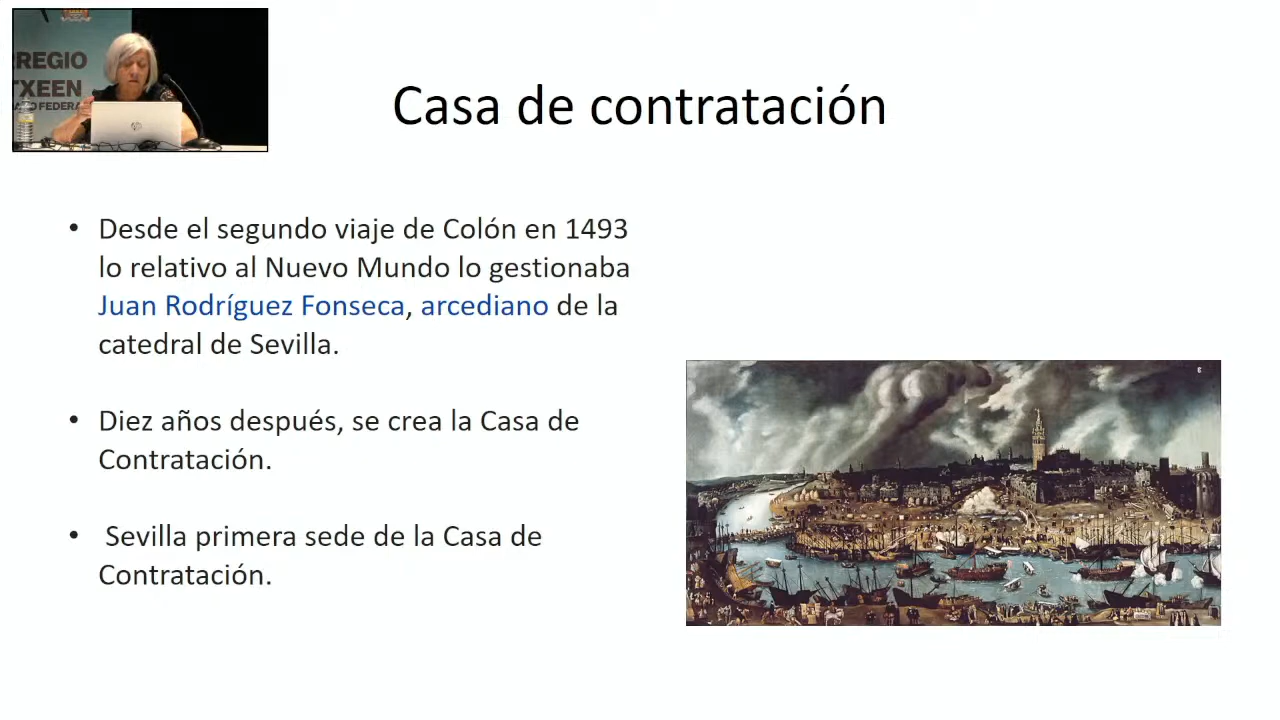 RREGIO
TXEEN
Casa de contratación
• Desde el segundo viaje de Colón en 1493
lo relativo al Nuevo Mundo lo gestionaba
Juan Rodríguez Fonseca, arcediano de la
catedral de Sevilla.
• Diez años después, se crea la Casa de
Contratación.
• Sevilla primera sede de la Casa de
Contratación.